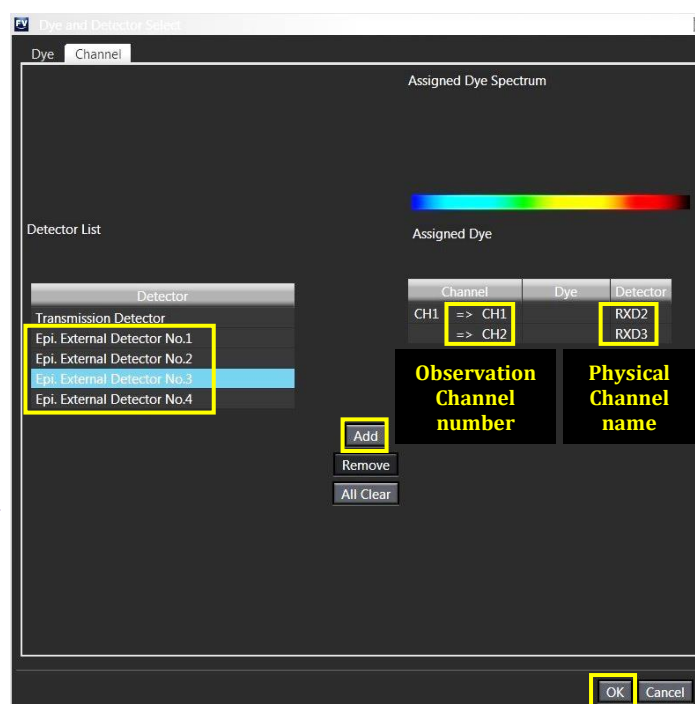 FV Dye and Detector Select
Dye Channel
Assigned Dye Spectrum
Detector List
Assigned Dye
Detector
Channel Dye Detector
Transmission Detector
CH1 => CH1 RXD2
Epi. External Detector No.1
=> CH2 RXD3
Epi. External Detector No.2
Epi. External Detector No.3
Epi. External Detector No.4
Observation
Channel
number
Physical
Channel
name
Add
Remove
All Clear
OK Cancel